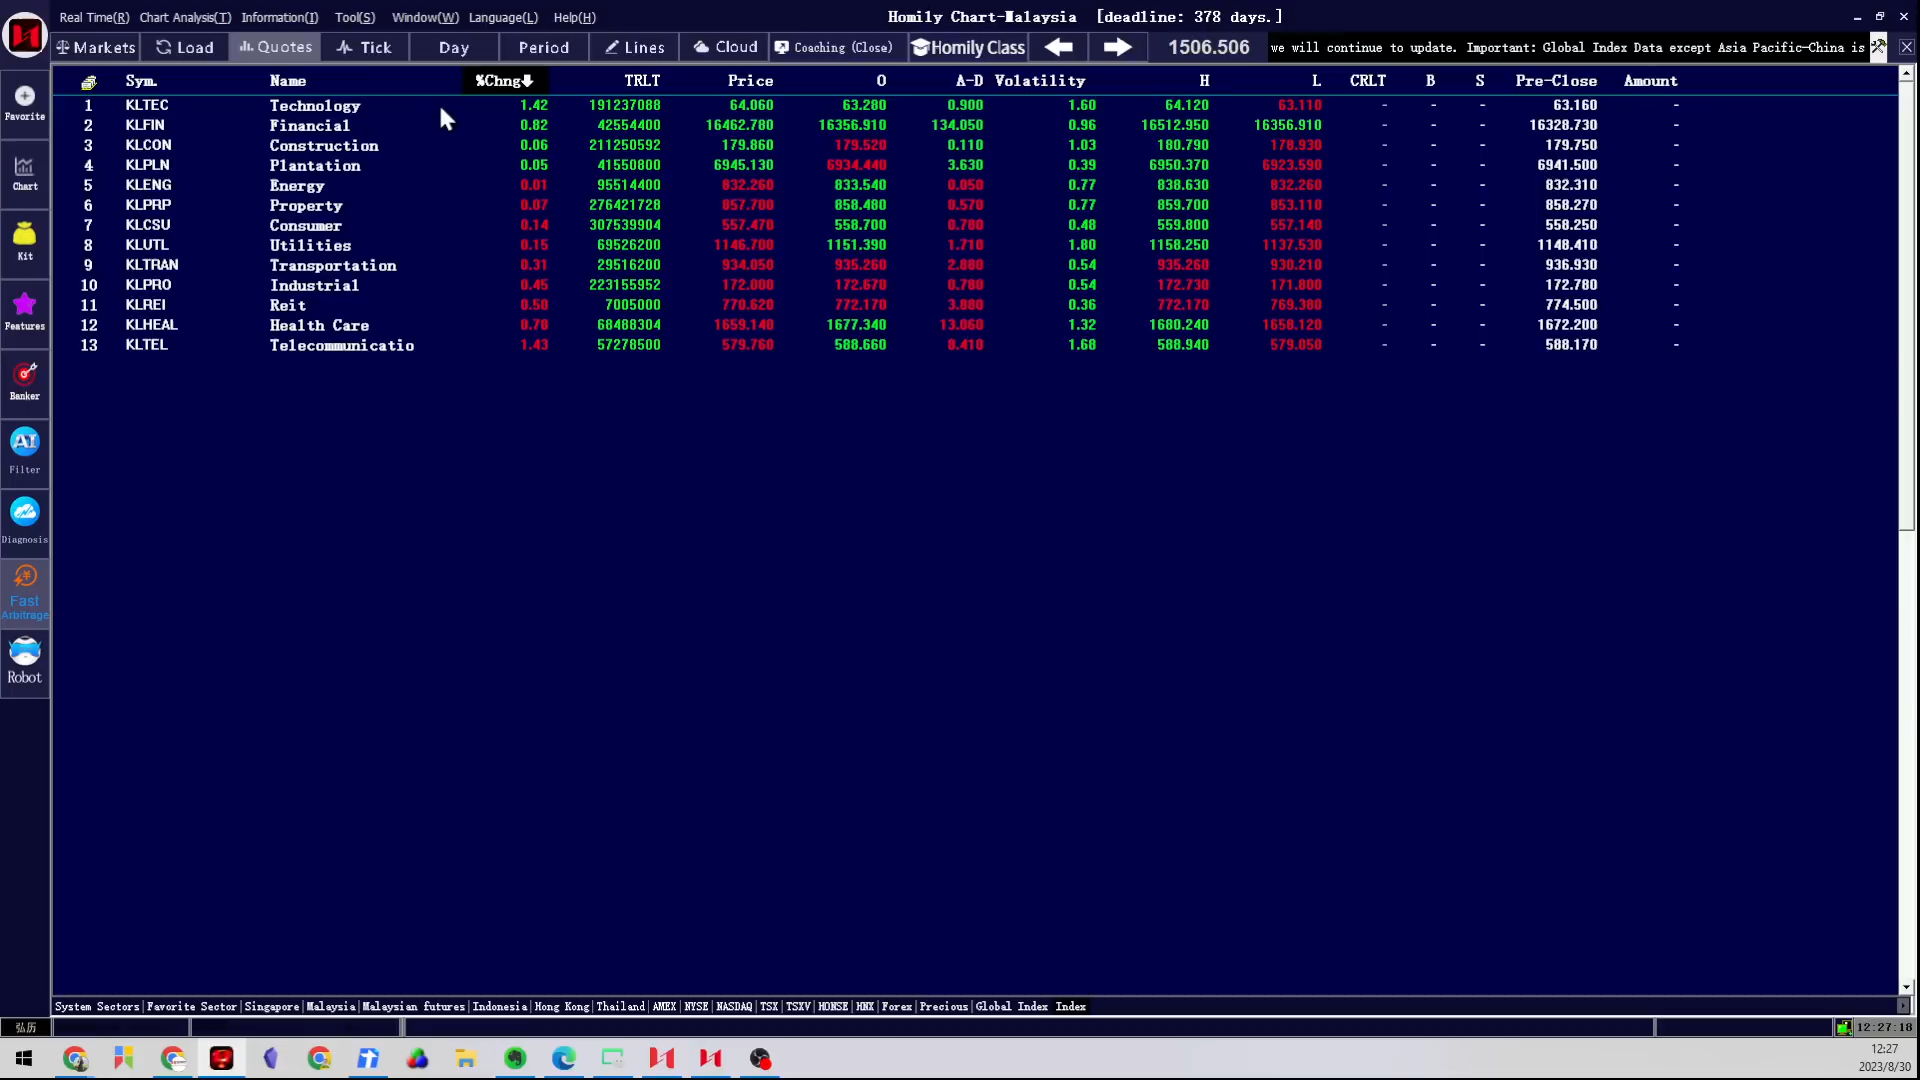 Real Time(R) Chart Analysis(T) Information(I) Tool(S) Window(W) Language(L) Help(H) Homily Chart-Malaysia [deadline: 378 days.]
Markets Load Quotes Tick Day Period Lines Cloud Coaching (Close) Homily Class 1506.506 we will continue to update. Important: Global Index Data except Asia Pacific-China is
Sym. Name %Chng TRLT Price O A-D Volatility H L CRLT B S Pre-Close Amount
1 KLTEC Technology 1.42 191237088 64.060 63.280 0.900 1.60 64.120 63.110 - - - 63.160 -
2 KLFIN Financial 0.82 42554400 16462.780 16356.910 134.050 0.96 16512.950 16356.910 - - - 16328.730 -
3 KLCON Construction 0.06 211250592 179.860 179.520 0.110 1.03 180.790 178.930 - - - 179.750 -
4 KLPLN Plantation 0.05 41550800 6945.130 6934.440 3.630 0.39 6950.370 6923.590 - - - 6941.500 -
5 KLENG Energy 0.01 95514400 832.260 833.540 0.050 0.77 838.630 832.260 - - - 832.310 -
6 KLPRP Property 0.07 276421728 857.700 858.480 0.570 0.77 859.700 853.110 - - - 858.270 -
7 KLCSU Consumer 0.14 307539904 557.470 558.700 0.780 0.48 559.800 557.140 - - - 558.250 -
8 KLUTL Utilities 0.15 69526200 1146.700 1151.390 1.710 1.80 1158.250 1137.530 - - - 1148.410 -
9 KLTRAN Transportation 0.31 29516200 934.050 935.260 2.880 0.54 935.260 930.210 - - - 936.930 -
10 KLPRO Industrial 0.45 223155952 172.000 172.670 0.780 0.54 172.730 171.800 - - - 172.780 -
11 KLREI Reit 0.50 7005000 770.620 772.170 3.880 0.36 772.170 769.380 - - - 774.500 -
12 KLHEAL Health Care 0.78 68488304 1659.140 1677.340 13.060 1.32 1680.240 1658.120 - - - 1672.200 -
13 KLTEL Telecommunicatio 1.43 57278500 579.760 588.660 8.410 1.68 588.940 579.050 - - - 588.170 -
Favorite
Chart
Kit
Features
Banker
AI
Filter
Diagnosis
Fast
Arbitrage
Robot
System Sectors Favorite Sector Singapore Malaysia Malaysian futures Indonesia Hong Kong Thailand AMEX NYSE NASDAQ TSX TSXV HONSE HNX Forex Precious Global Index Index
弘历 12:27:18
12:27
2023/8/30